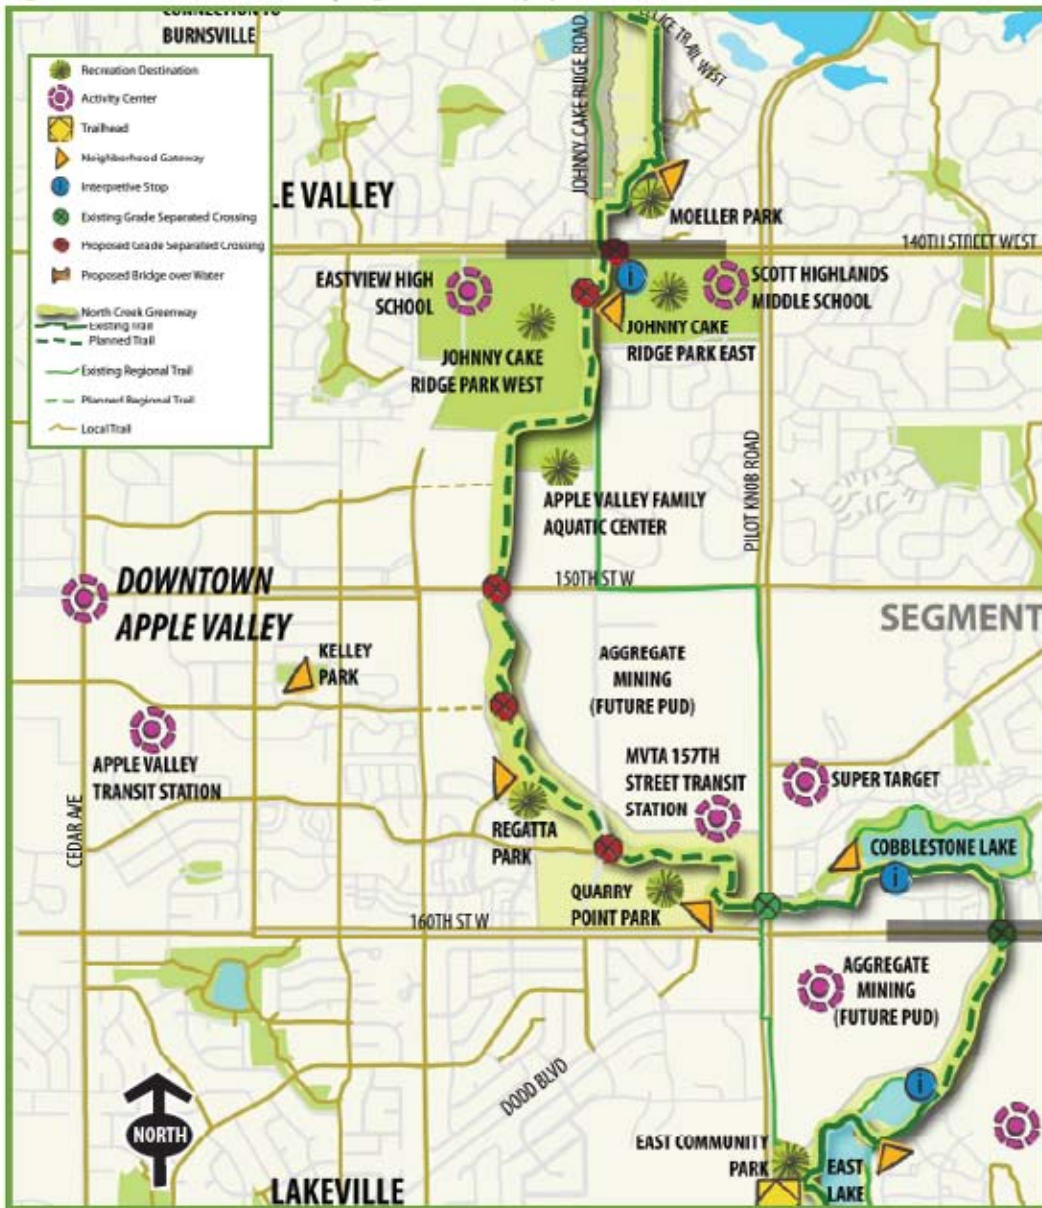 BURNSVILLE
Recreation Destination
Activity Center
Trailhead
Neighborhood Gateway
Interpretive Stop
Existing Grade Separated Crossing
Proposed Grade Separated Crossing
Proposed Bridge over Water
North Creek Greenway
Existing Trail
Planned Trail
Existing Regional Trail
Planned Regional Trail
Local Trail
JOHNNY CAKE RIDGE ROAD
TRAIL WEST
LE VALLEY
MOELLER PARK
140TH STREET WEST
EASTVIEW HIGH
SCHOOL
SCOTT HIGHLANDS
MIDDLE SCHOOL
JOHNNY CAKE
RIDGE PARK EAST
JOHNNY CAKE
RIDGE PARK WEST
PILOT KNOB ROAD
APPLE VALLEY FAMILY
AQUATIC CENTER
150TH ST W
DOWNTOWN
APPLE VALLEY
SEGMENT
KELLEY
PARK
AGGREGATE
MINING
(FUTURE PUD)
APPLE VALLEY
TRANSIT STATION
MVTA 157TH
STREET TRANSIT
STATION
SUPER TARGET
CEDAR AVE
REGATTA
PARK
COBBLESTONE LAKE
QUARRY
POINT PARK
160TH ST W
AGGREGATE
MINING
(FUTURE PUD)
DODD BLVD
NORTH
EAST COMMUNITY
PARK
EAST
LAKE
LAKEVILLE